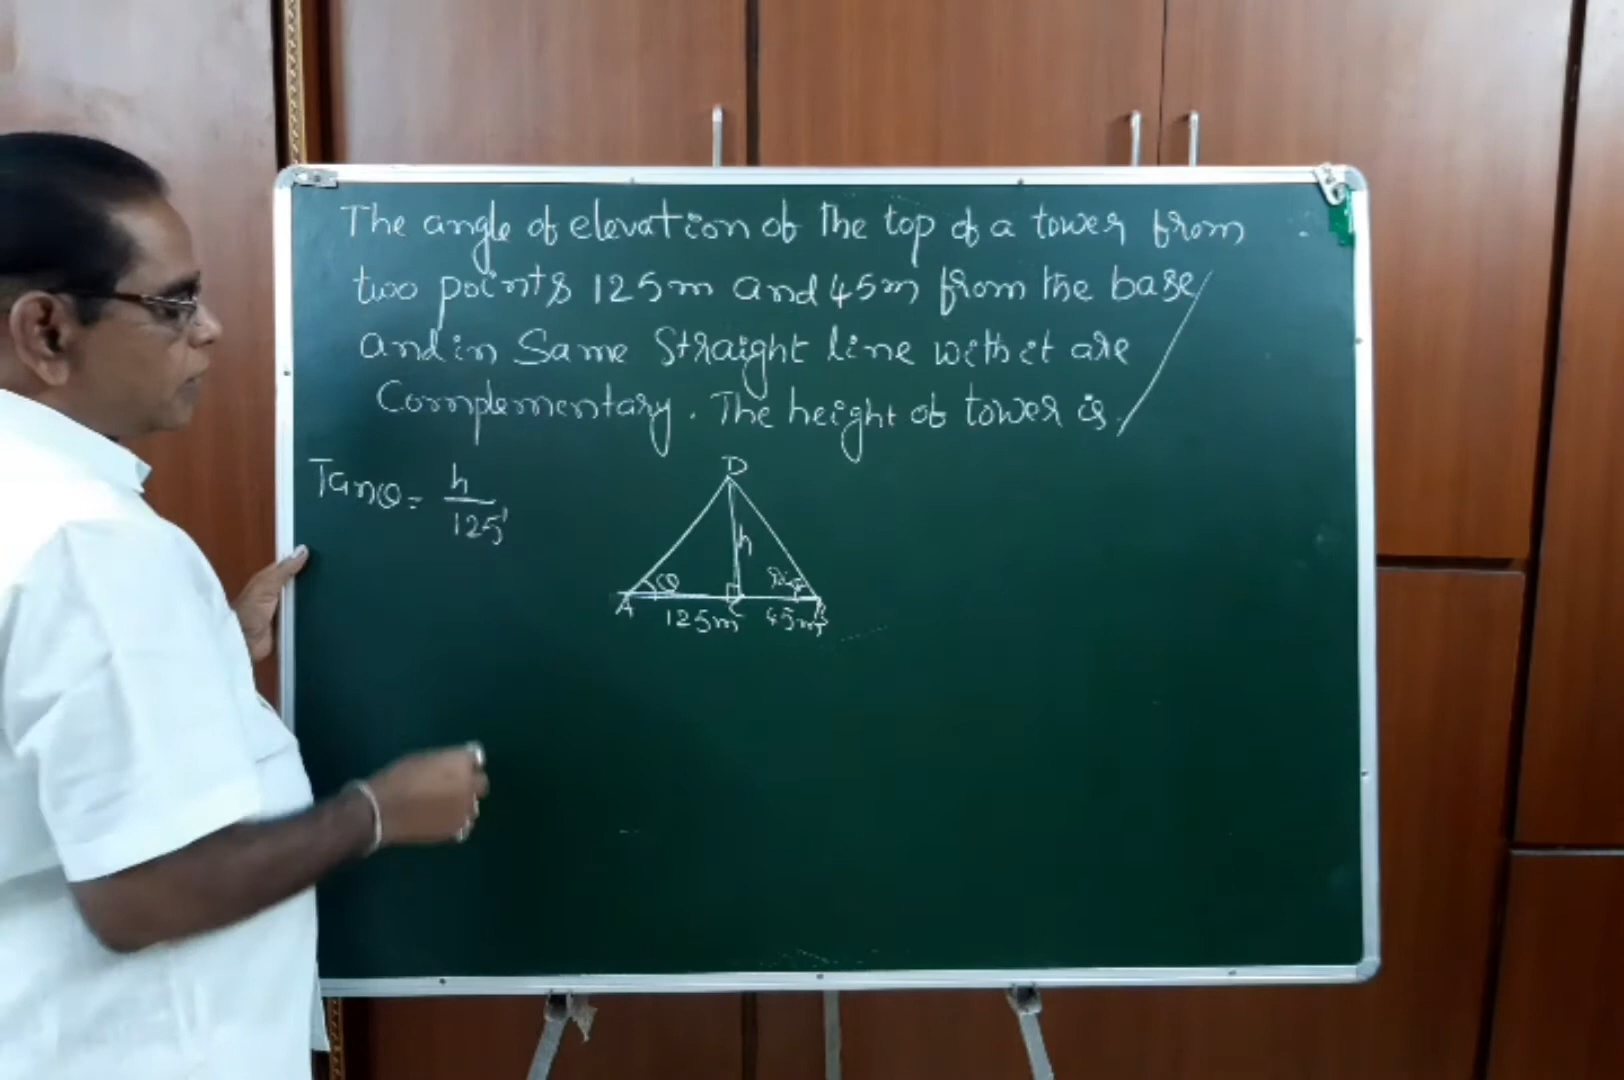 The angle of elevation of the top of a tower from
two points 125m and 45m from the base
and in Same Straight line with it are
Complementary. The height of tower is
Tanθ = h
125
D
h
θ
A
125m
C
45m
B